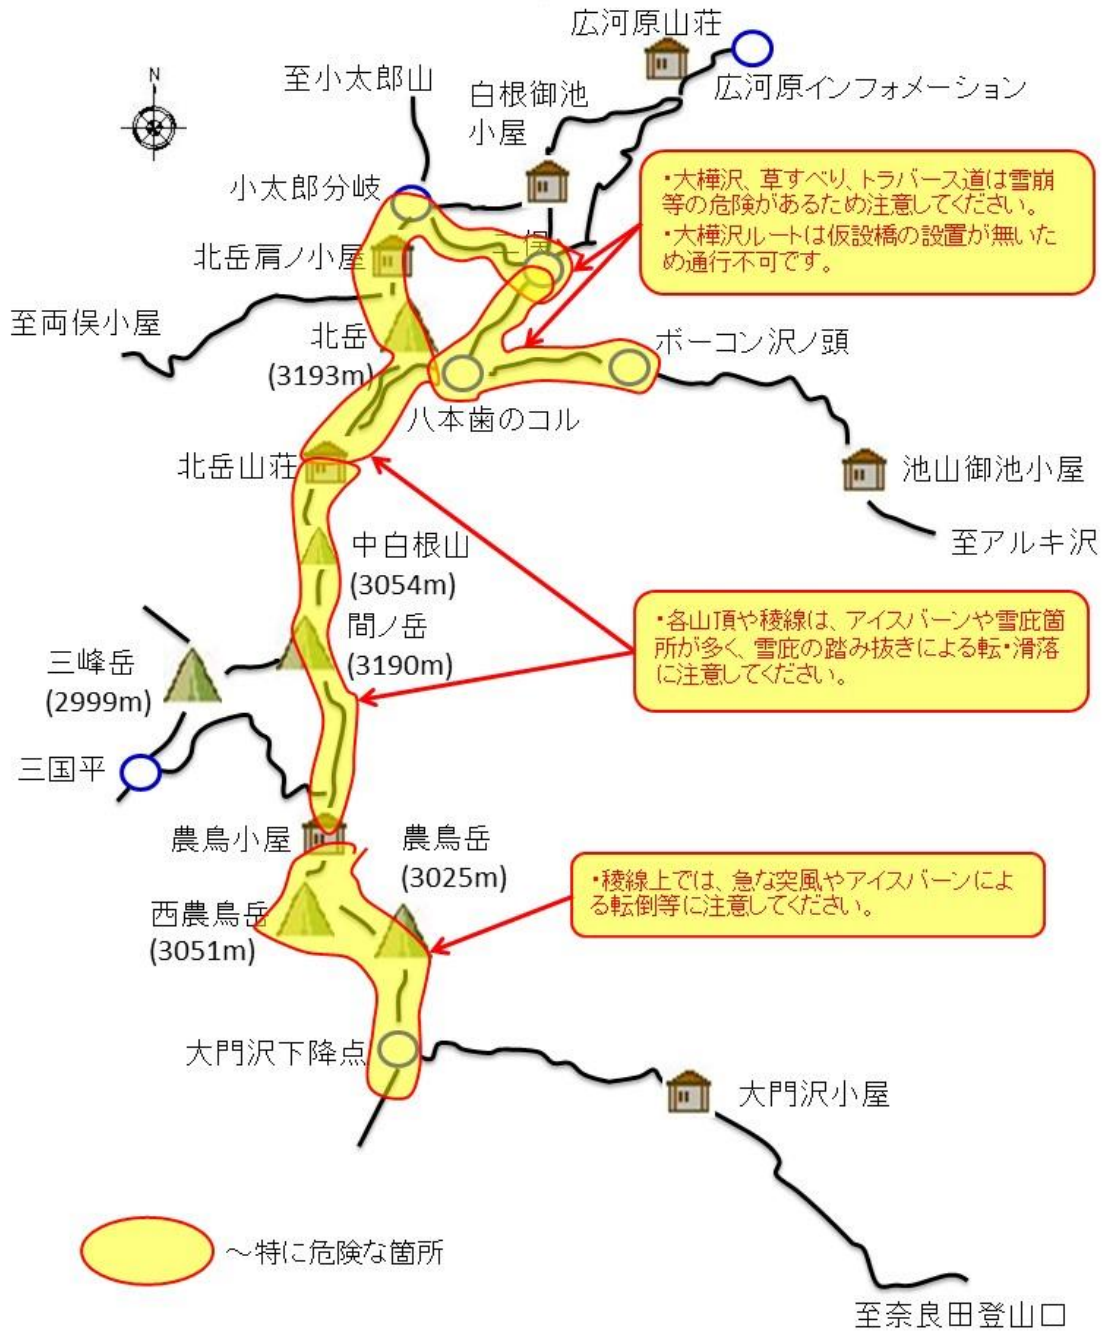 広河原山荘
広河原インフォメーション
N
至小太郎山
白根御池
小屋
小太郎分岐
・大樺沢、草すべり、トラバース道は雪崩
等の危険があるため注意してください。
・大樺沢ルートは仮設橋の設置が無いた
め通行不可です。
二俣
北岳肩ノ小屋
至両俣小屋
北岳
(3193m)
ボーコン沢ノ頭
八本歯のコル
北岳山荘
池山御池小屋
至アルキ沢
中白根山
(3054m)
・各山頂や稜線は、アイスバーンや雪庇箇
所が多く、雪庇の踏み抜きによる転・滑落
に注意してください。
間ノ岳
(3190m)
三峰岳
(2999m)
三国平
農鳥小屋
農鳥岳
(3025m)
・稜線上では、急な突風やアイスバーンによ
る転倒等に注意してください。
西農鳥岳
(3051m)
大門沢下降点
大門沢小屋
～特に危険な箇所
至奈良田登山口